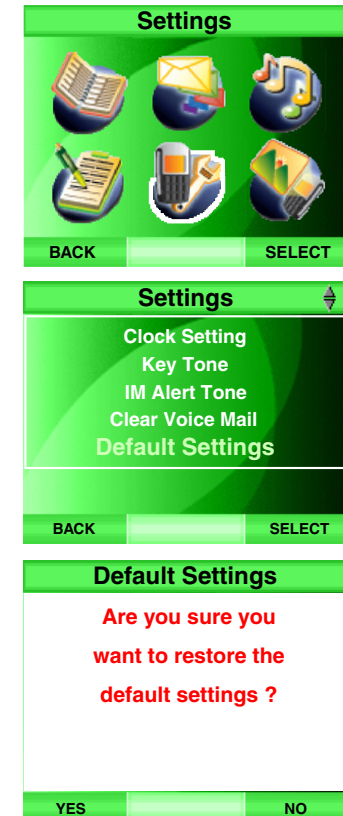 Settings
BACK SELECT
Settings
Clock Setting
Key Tone
IM Alert Tone
Clear Voice Mail
Default Settings
BACK SELECT
Default Settings
Are you sure you
want to restore the
default settings ?
YES NO